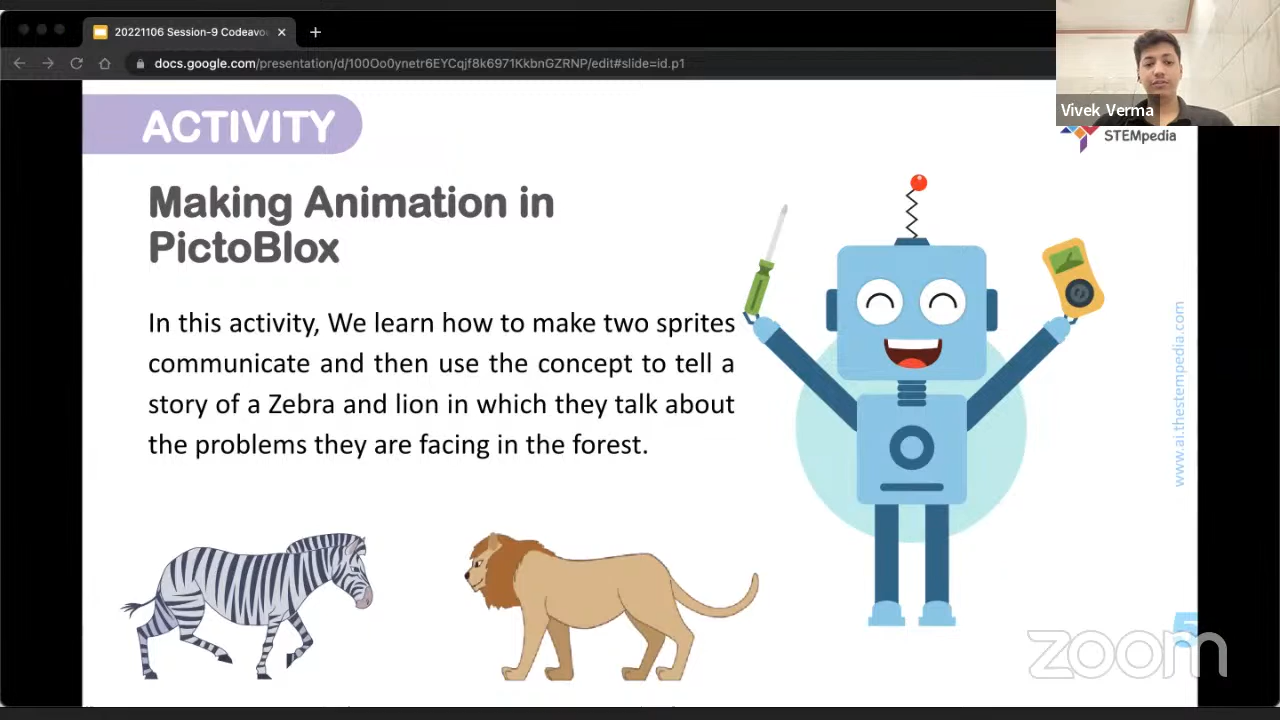 20221106 Session-9 Codeavo
docs.google.com/presentation/d/100Oo0ynetr6EYCqjf8k6971KkbnGZRNP/edit#slide=id.p1
Vivek Verma
STEMpedia
ACTIVITY
Making Animation in
PictoBlox
In this activity, We learn how to make two sprites
communicate and then use the concept to tell a
story of a Zebra and lion in which they talk about
the problems they are facing in the forest.
www.ai.thestempedia.com
5
zoom